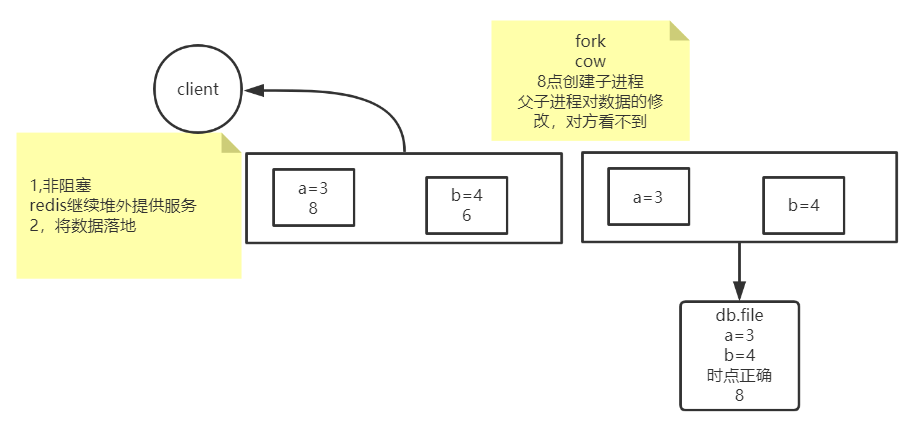 fork
cow
8点创建子进程
父子进程对数据的修
改，对方看不到
client
1,非阻塞
redis继续堆外提供服务
2，将数据落地
a=3
8
b=4
6
a=3
b=4
db.file
a=3
b=4
时点正确
8